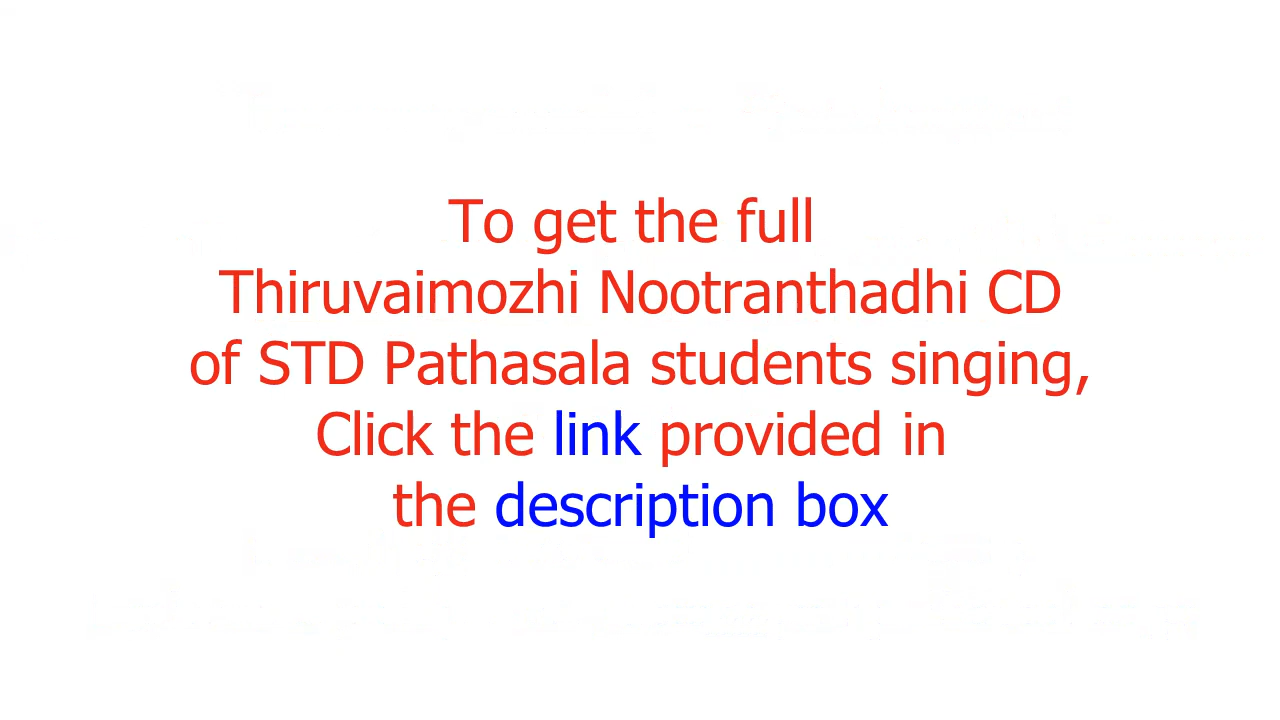 To get the full
Thiruvaimozhi Nootranthadhi CD
of STD Pathasala students singing,
Click the link provided in
the description box